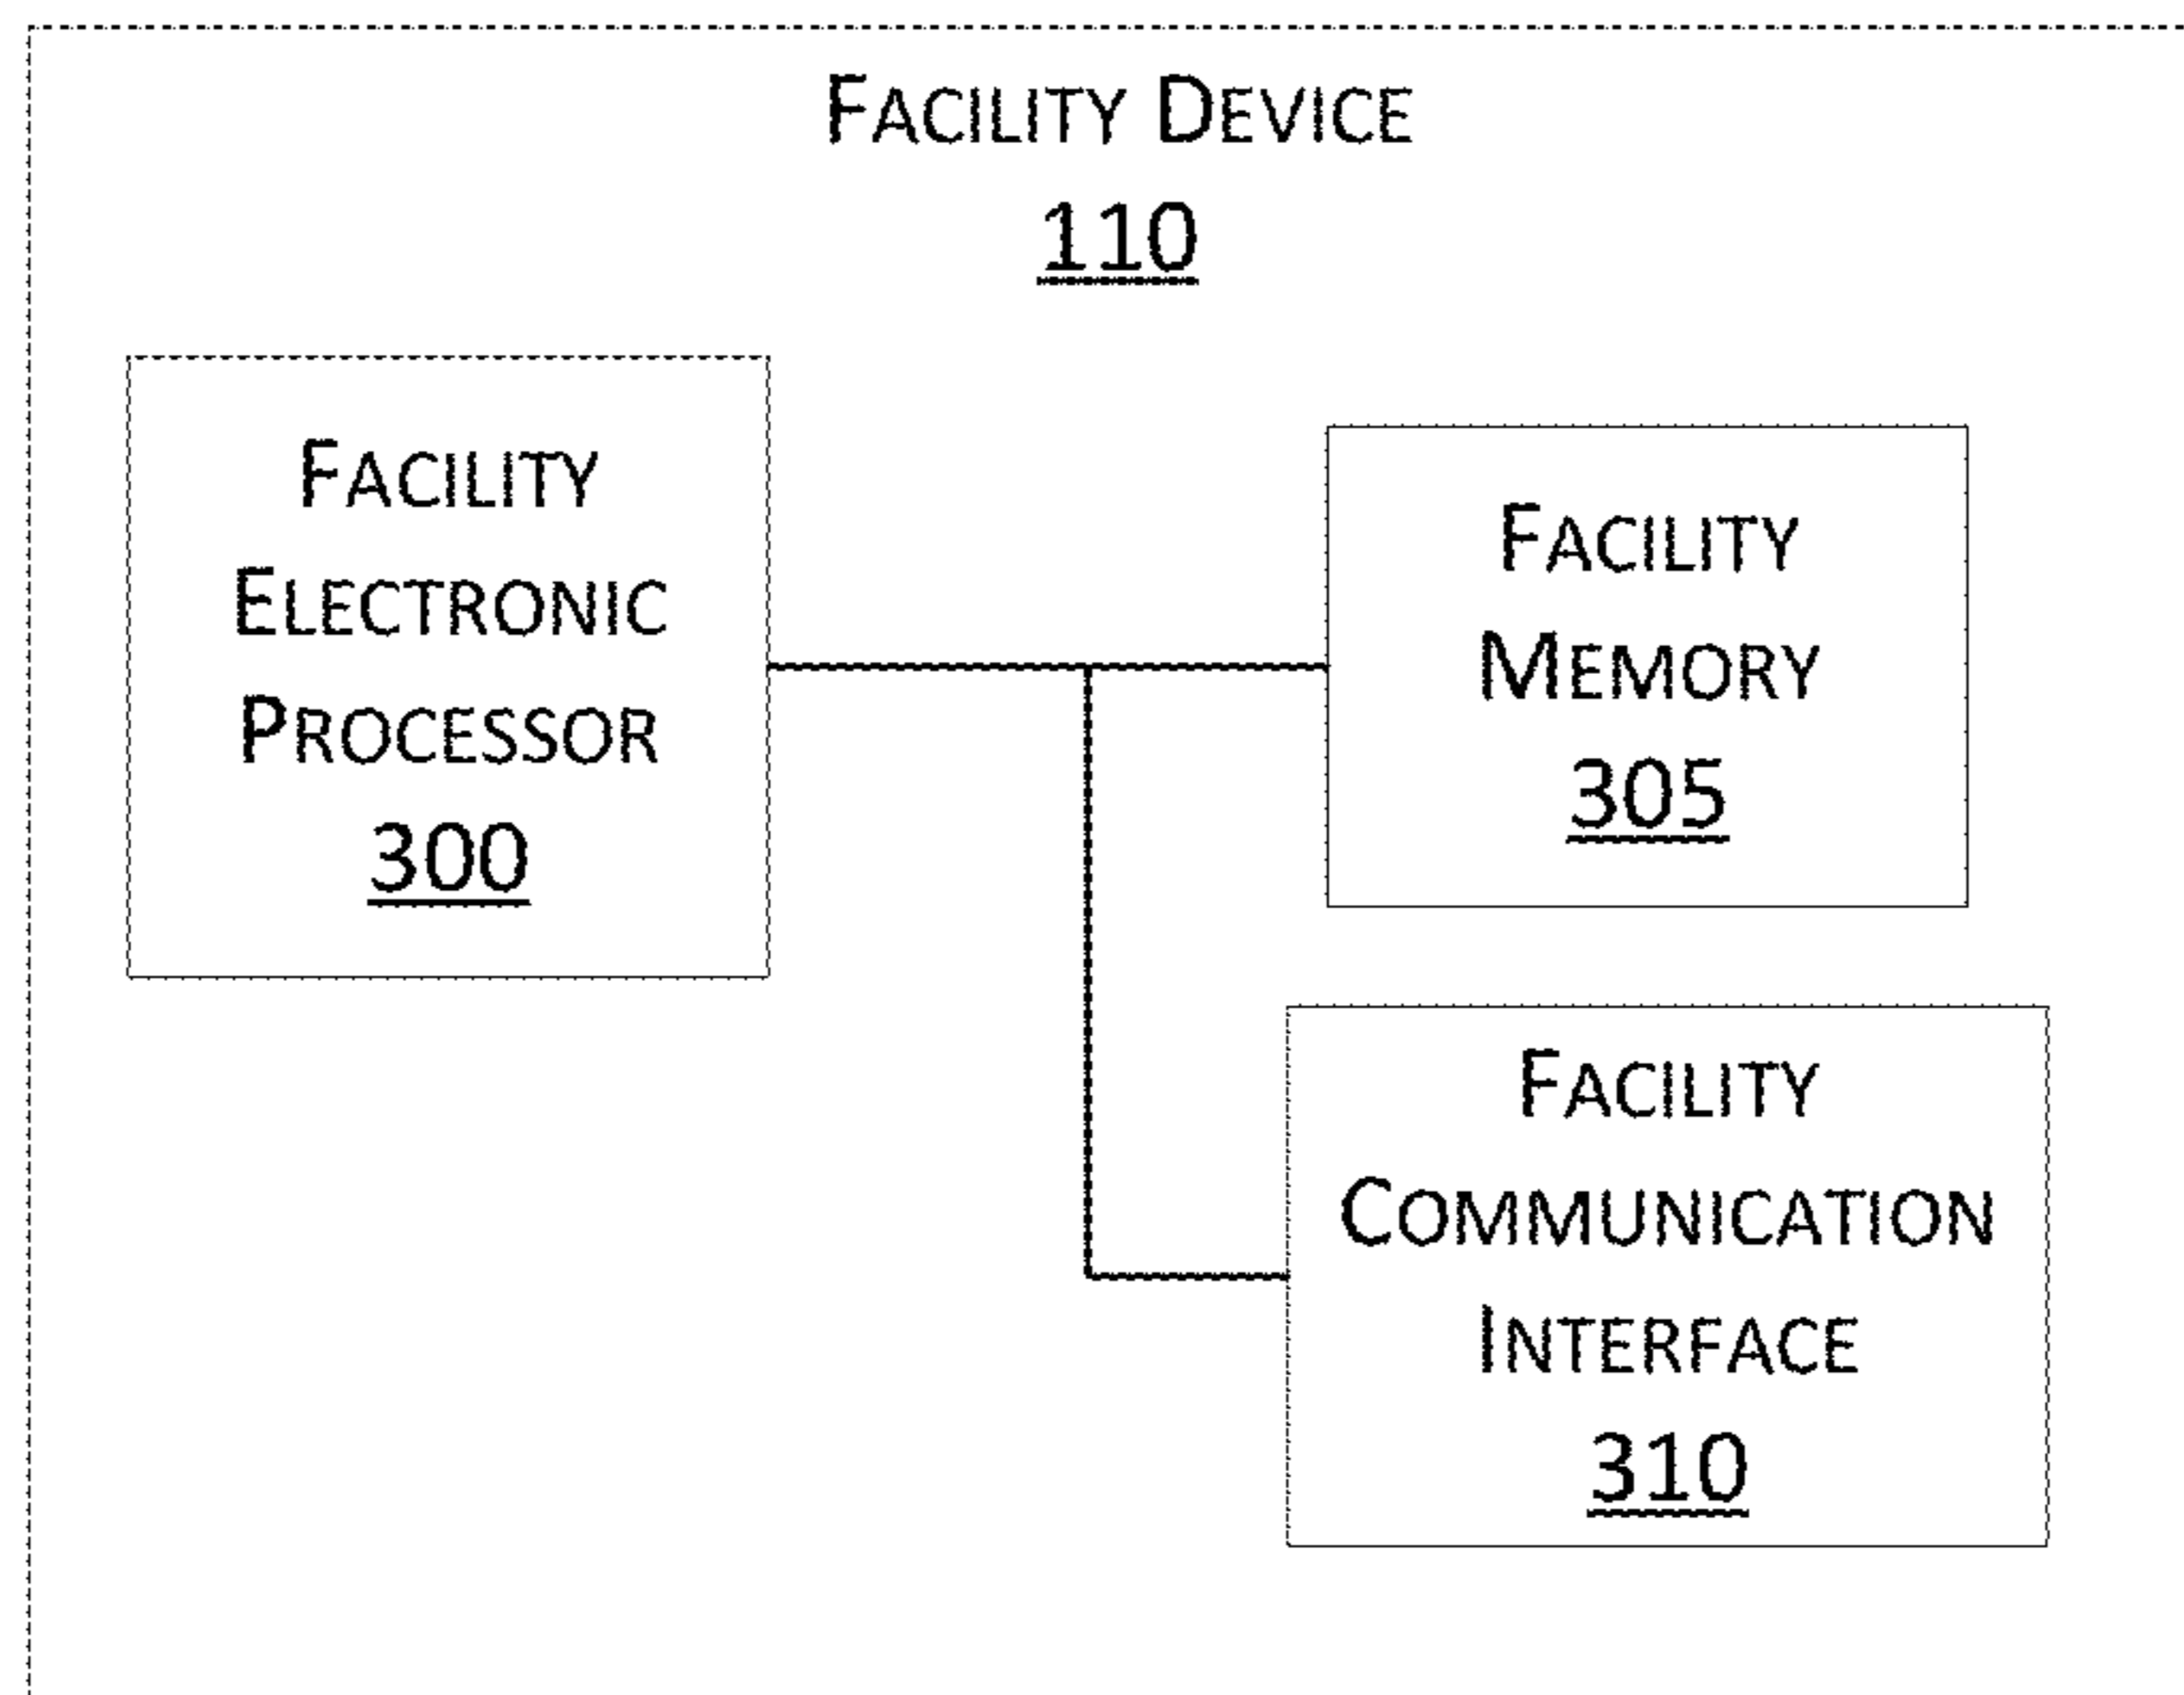 FACILITY DEVICE
110
FACILITY
ELECTRONIC
PROCESSOR
300
FACILITY
MEMORY
305
FACILITY
COMMUNICATION
INTERFACE
310